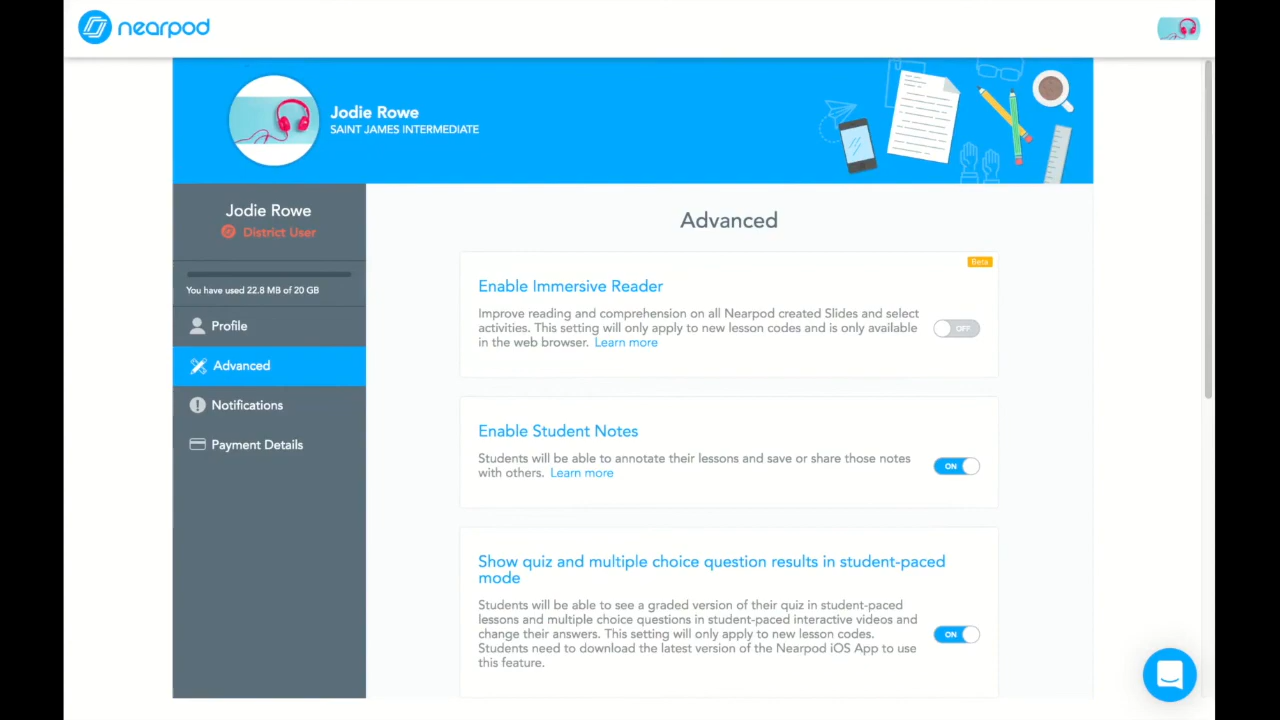 nearpod
Jodie Rowe
SAINT JAMES INTERMEDIATE
Jodie Rowe
District User
You have used 22.8 MB of 20 GB
Profile
Advanced
Notifications
Payment Details
Advanced
Beta
Enable Immersive Reader
Improve reading and comprehension on all Nearpod created Slides and select
activities. This setting will only apply to new lesson codes and is only available
in the web browser. Learn more
OFF
Enable Student Notes
Students will be able to annotate their lessons and save or share those notes
with others. Learn more
ON
Show quiz and multiple choice question results in student-paced
mode
Students will be able to see a graded version of their quiz in student-paced
lessons and multiple choice questions in student-paced interactive videos and
change their answers. This setting will only apply to new lesson codes.
Students need to download the latest version of the Nearpod iOS App to use
this feature.
ON